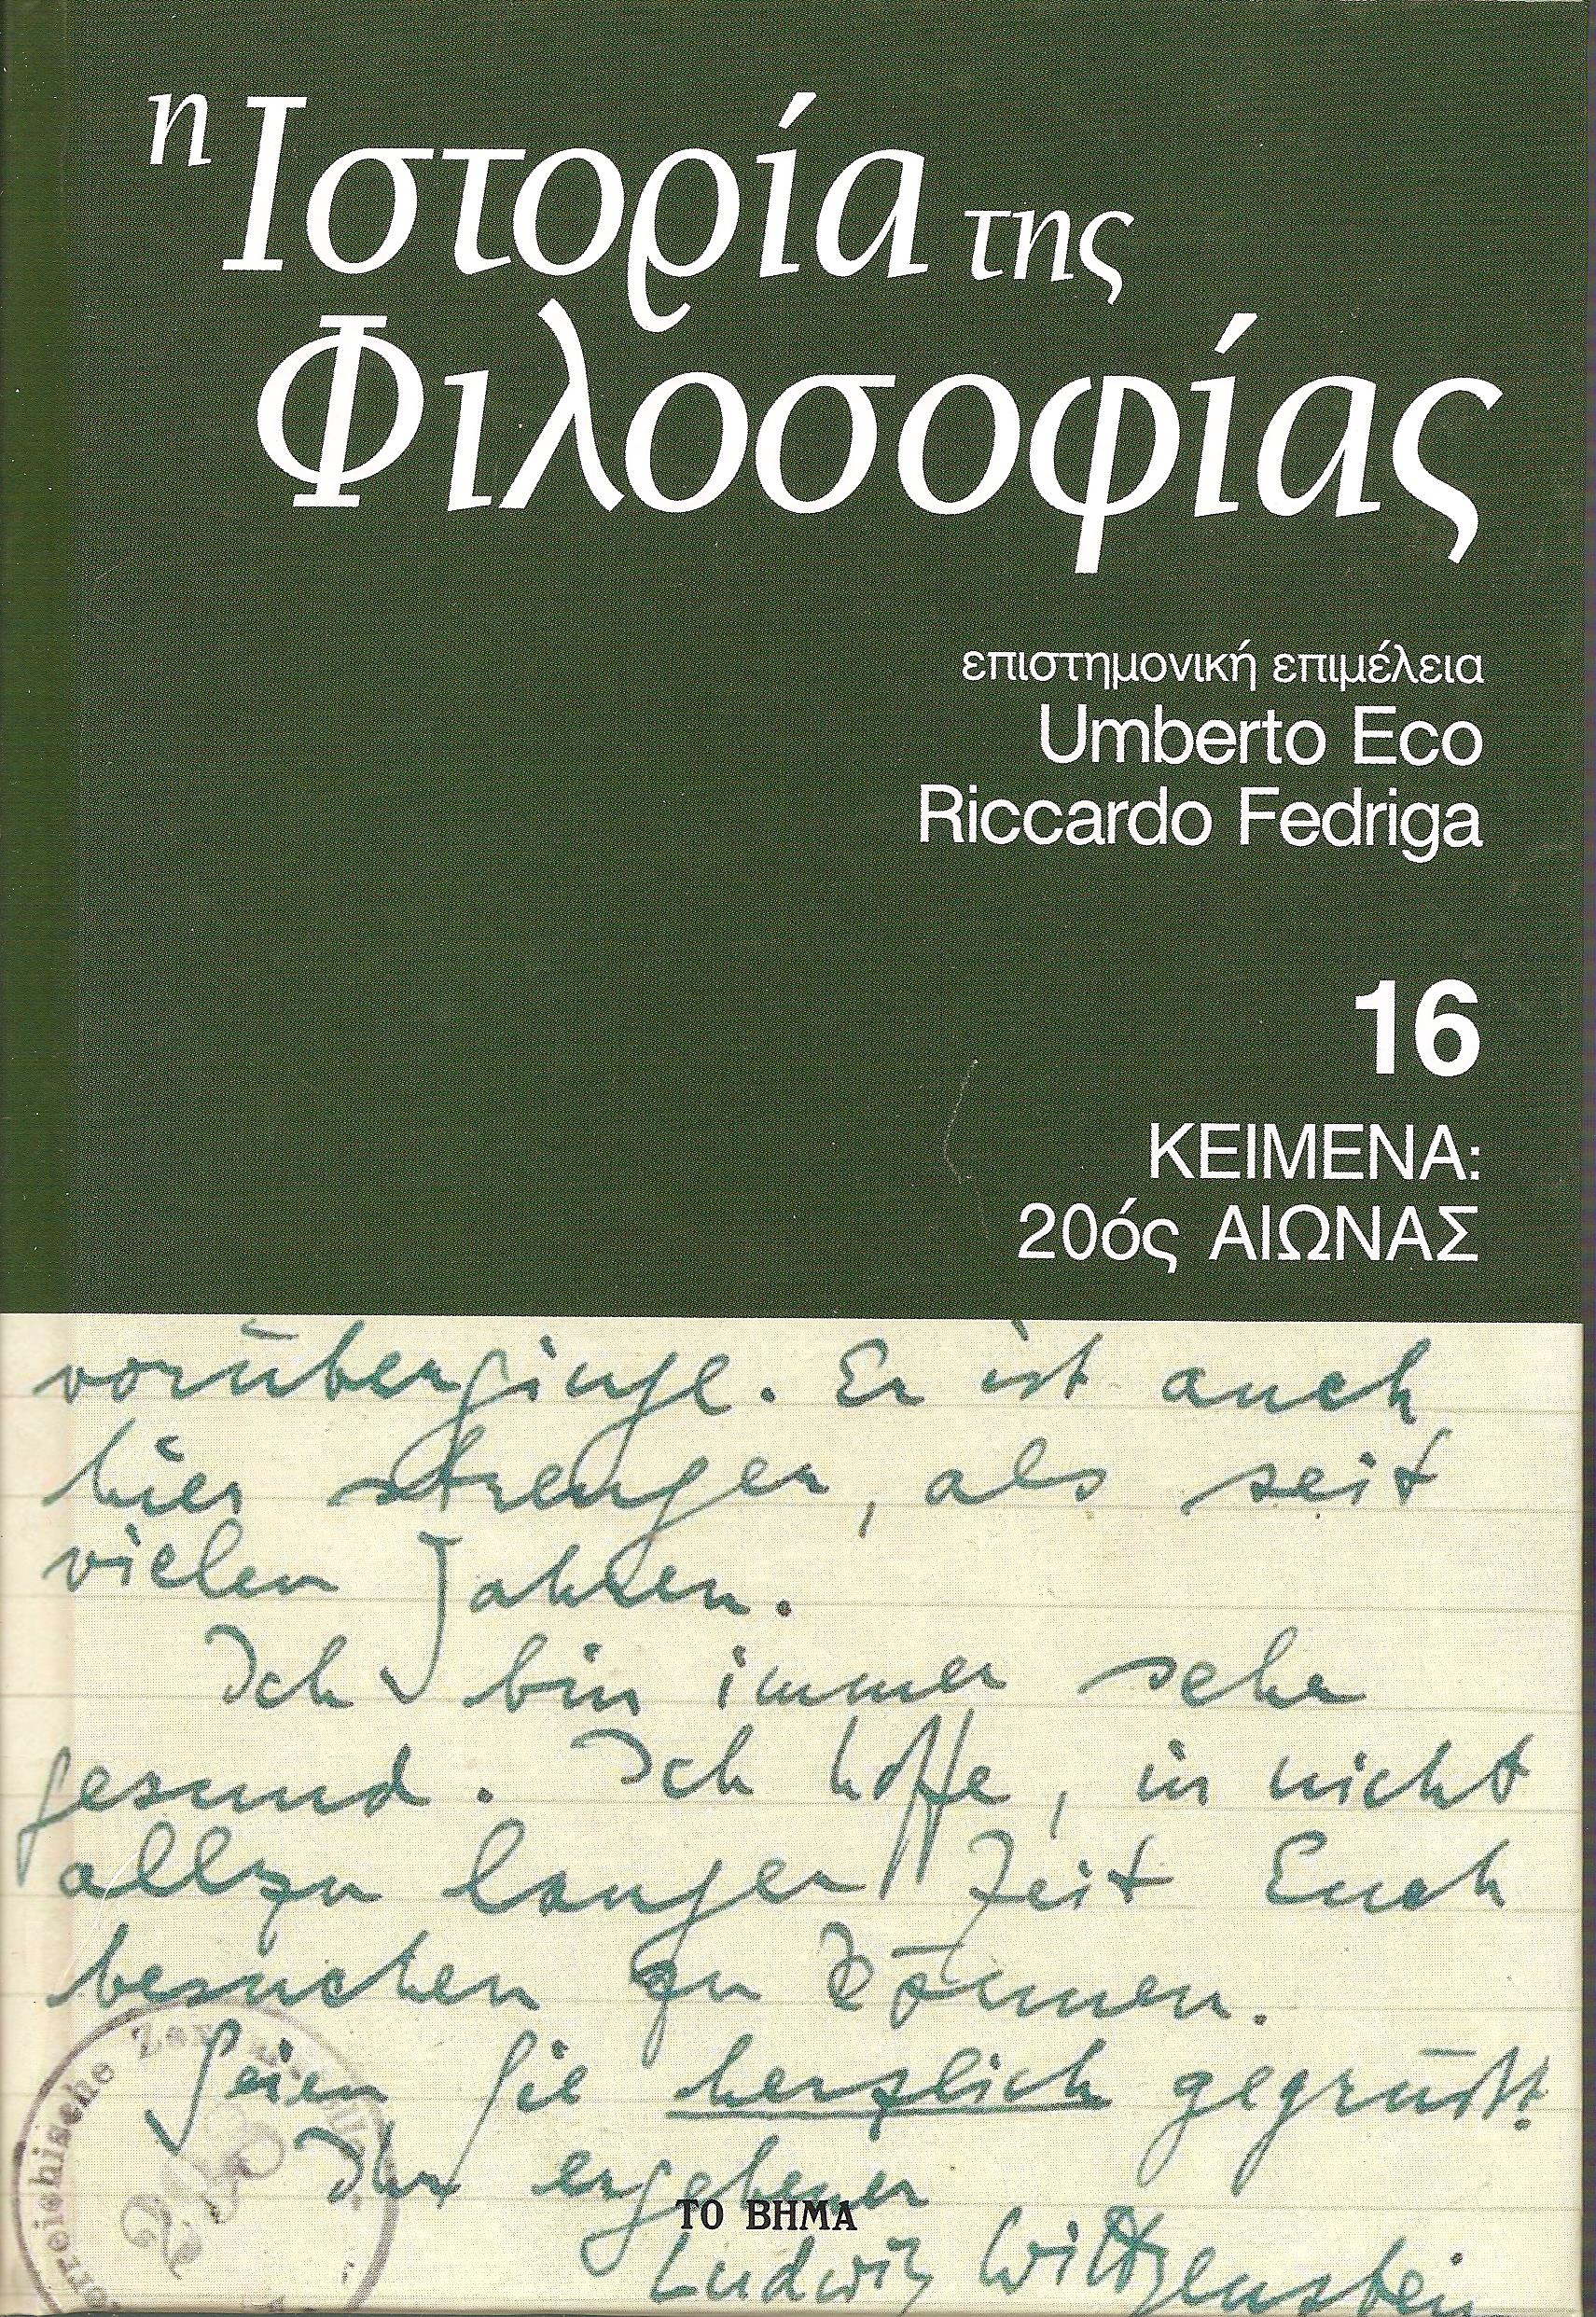 η Ιστορία της
Φιλοσοφίας
επιστημονική επιμέλεια
Umberto Eco
Riccardo Fedriga
16
ΚΕΙΜΕΝΑ:
20ός ΑΙΩΝΑΣ
vorüberginge. Er ist auch
hier strenger, als seit
vielen Jahren.
Ich bin immer sehr
gesund. Ich hoffe, in nicht
allzu langer Zeit Euch
besuchen zu können.
Seien Sie herzlich gegrüßt!
Ihr ergebener
ΤΟ ΒΗΜΑ
Ludwig Wittgenstein